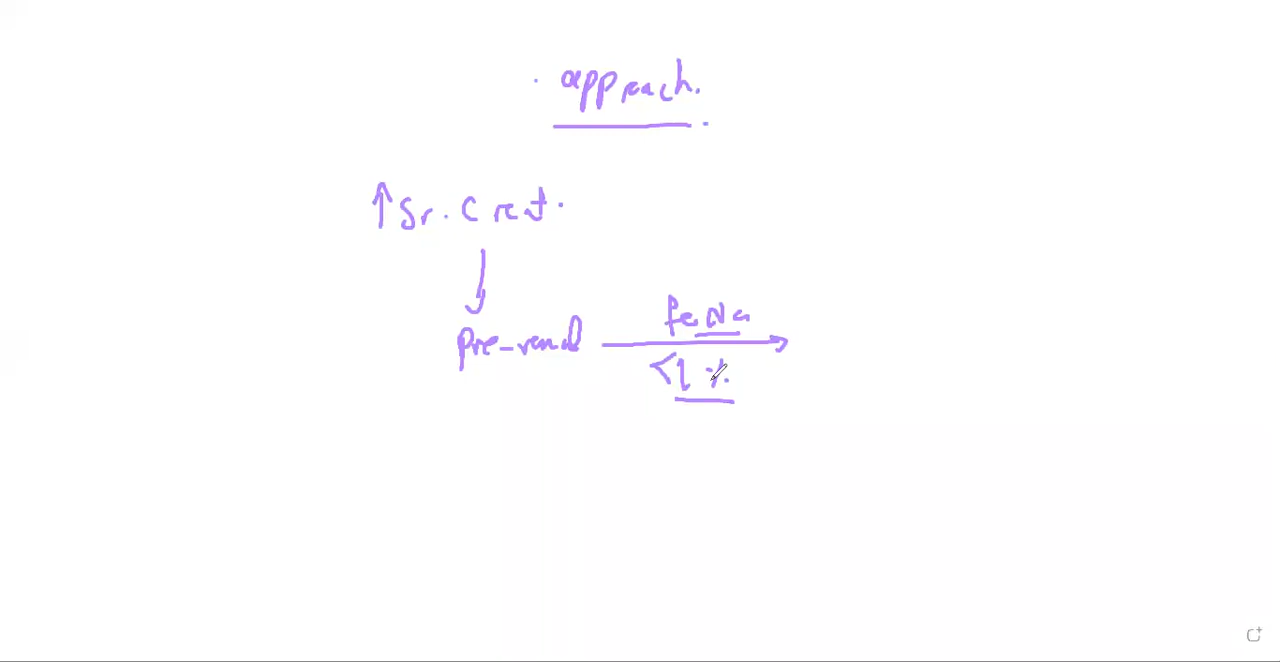 approach.
↑ Sr. Creat.
pre-renal
FeNa
<1 %